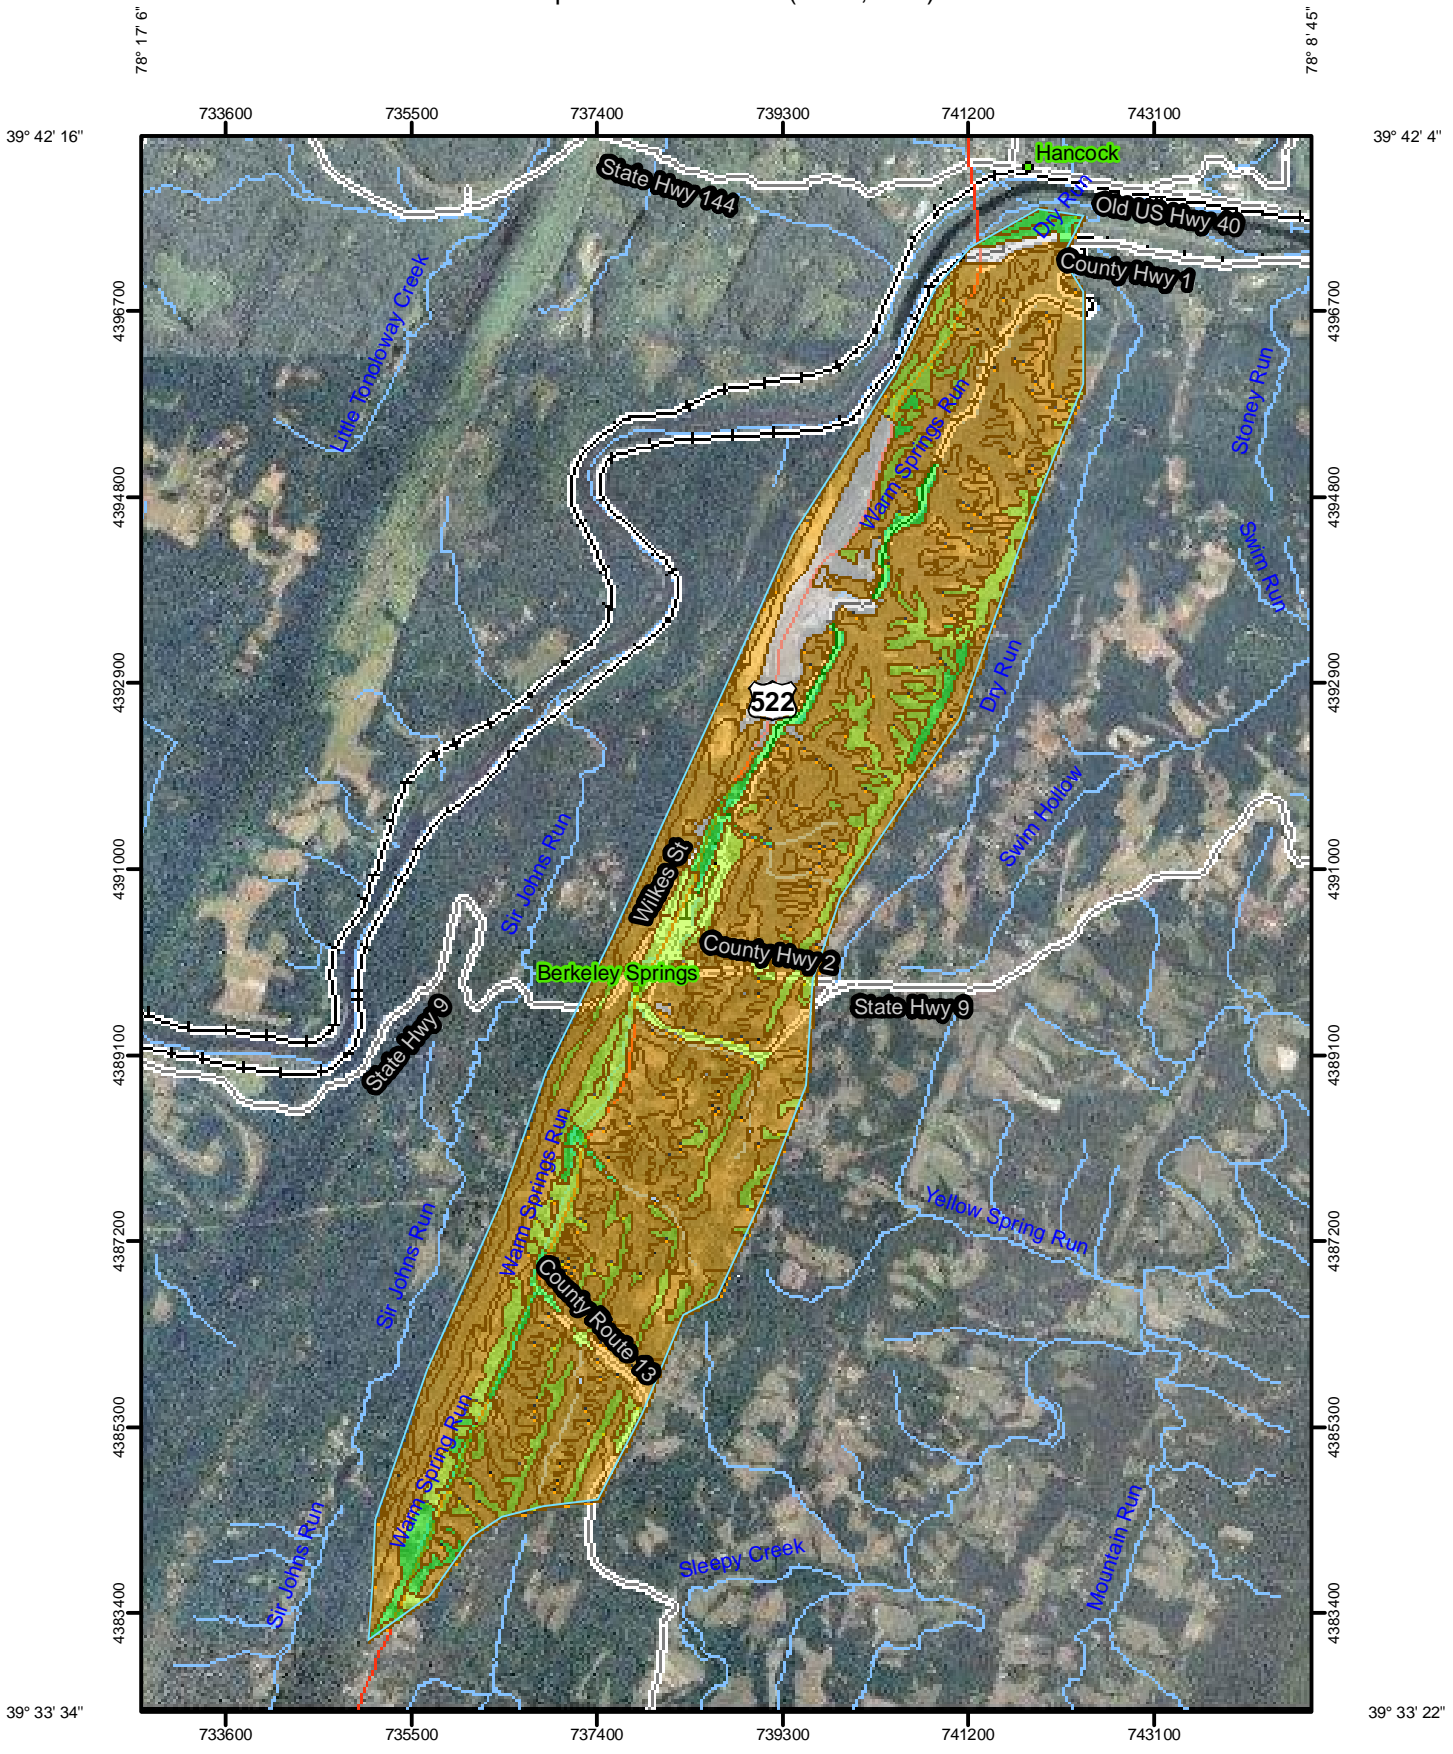 78° 17' 6"
78° 8' 45"
733600
735500
737400
739300
741200
743100
39° 42' 16"
39° 42' 4"
Hancock
State Hwy 144
Dry Run
Old US Hwy 40
County Hwy 1
Little Tonoloway Creek
4396700
4396700
Stoney Run
Warm Springs Run
4394800
4394800
Swim Run
4392900
4392900
522
Dry Run
Swim Hollow
Sir Johns Run
Wilkes St
4391000
4391000
County Hwy 2
Berkeley Springs
State Hwy 9
State Hwy 9
4389100
4389100
Warm Springs Run
Yellow Spring Run
4387200
4387200
Sir Johns Run
County Route 13
4385300
4385300
Warm Spring Run
Sir Johns Run
Sleepy Creek
Mountain Run
4383400
4383400
39° 33' 34"
39° 33' 22"
733600
735500
737400
739300
741200
743100